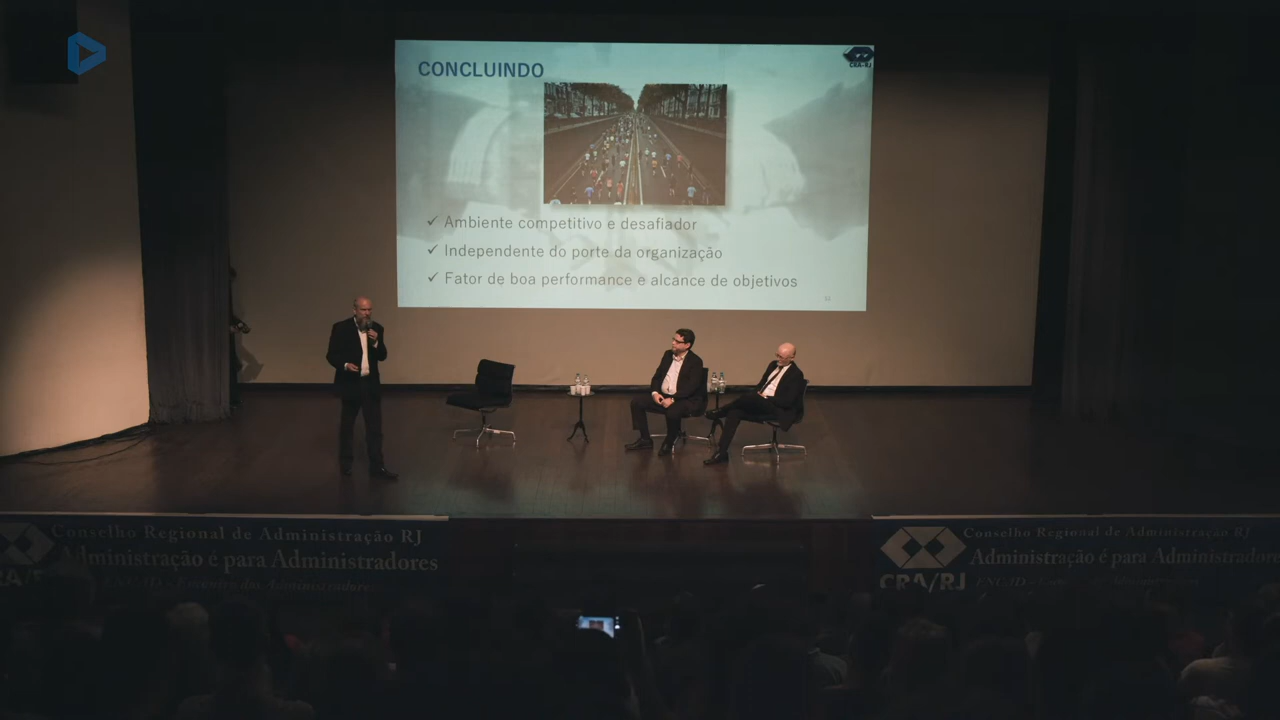 CONCLUINDO
CRA-RJ
✓ Ambiente competitivo e desafiador
✓ Independente do porte da organização
✓ Fator de boa performance e alcance de objetivos
Conselho Regional de Administração RJ
Administração é para Administradores
CRA/RJ
Conselho Regional de Administração RJ
Administração é para Administradores
CRA/RJ